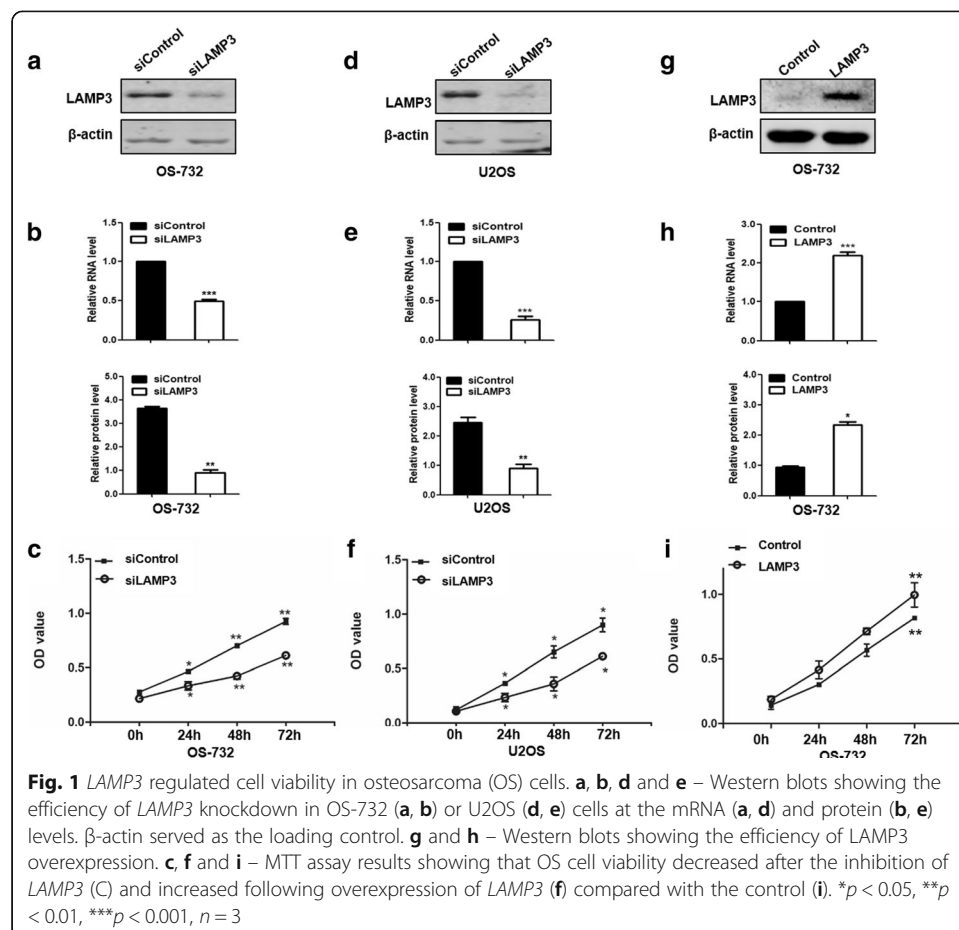 a
siControl
siLAMP3
LAMP3
β-actin
OS-732
d
siControl
siLAMP3
LAMP3
β-actin
U2OS
g
Control
LAMP3
LAMP3
β-actin
OS-732
b
siControl
siLAMP3
Relative RNA level
1.5
1.0
0.5
0.0
***
siControl
siLAMP3
Relative protein level
5.0
4.0
3.0
2.0
1.0
0.0
**
OS-732
e
siControl
siLAMP3
Relative RNA level
1.5
1.0
0.5
0.0
***
siControl
siLAMP3
Relative protein level
4.0
3.0
2.0
1.0
0.0
**
U2OS
h
Control
LAMP3
Relative RNA level
3.0
2.0
1.0
0.0
***
Control
LAMP3
Relative protein level
4.0
3.0
2.0
1.0
0.0
*
OS-732
c
siControl
siLAMP3
OD value
1.5
1.0
0.5
0.0
* ** **
* ** **
0h 24h 48h 72h
OS-732
f
siControl
siLAMP3
OD value
1.5
1.0
0.5
0.0
* * *
* * *
0h 24h 48h 72h
U2OS
i
Control
LAMP3
OD value
1.0
0.5
0.0
**
**
0h 24h 48h 72h
OS-732
Fig. 1 LAMP3 regulated cell viability in osteosarcoma (OS) cells. a, b, d and e – Western blots showing the
efficiency of LAMP3 knockdown in OS-732 (a, b) or U2OS (d, e) cells at the mRNA (a, d) and protein (b, e)
levels. β-actin served as the loading control. g and h – Western blots showing the efficiency of LAMP3
overexpression. c, f and i – MTT assay results showing that OS cell viability decreased after the inhibition of
LAMP3 (C) and increased following overexpression of LAMP3 (f) compared with the control (i). *p < 0.05, **p
< 0.01, ***p < 0.001, n = 3